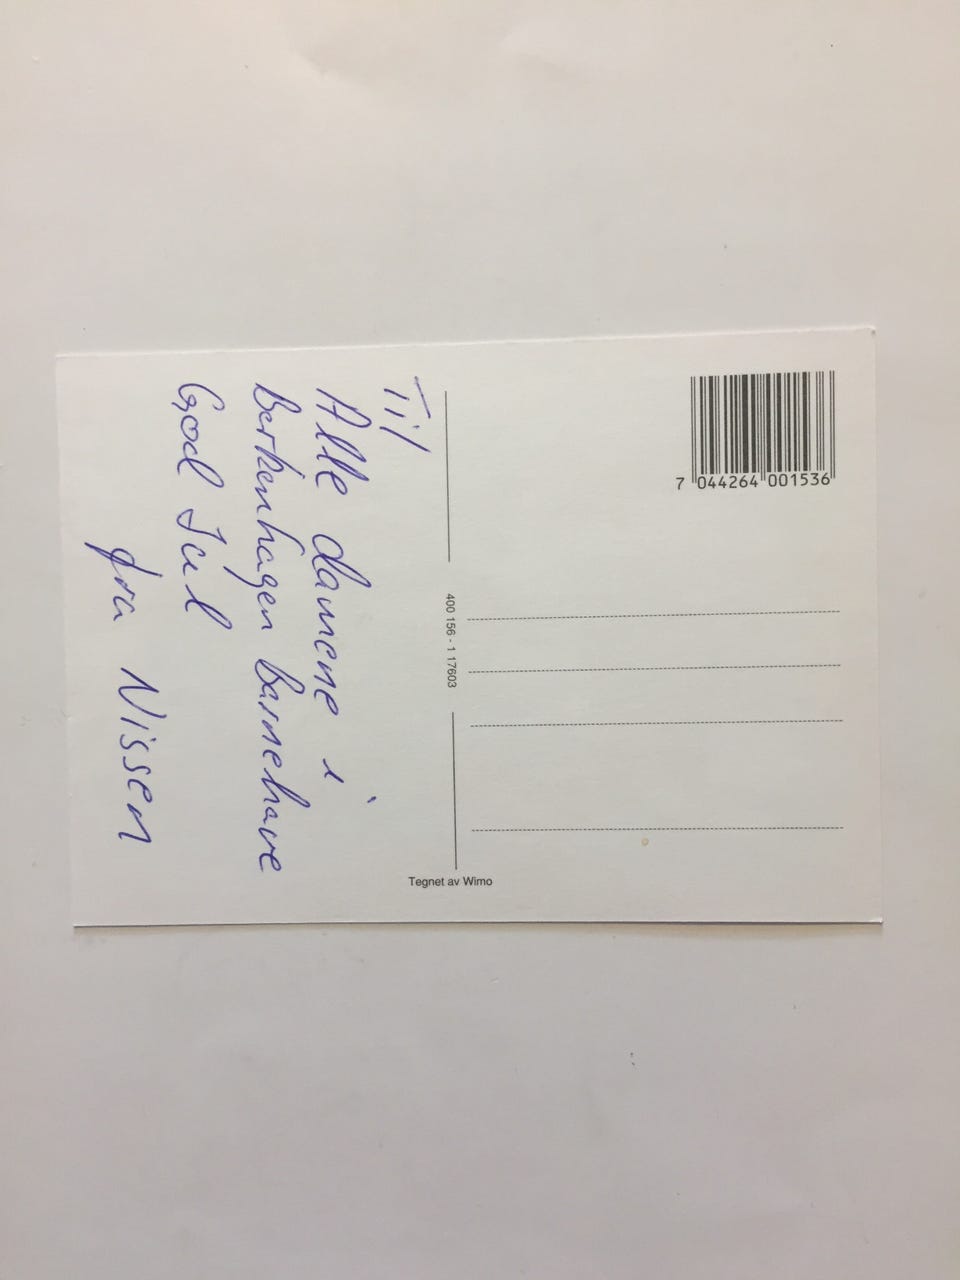 Til
Alle damene i
Berkenhagen Barnehave
God Jul
fra Nissen
7 044264 001536
400 156 - 1 17603
Tegnet av Wimo